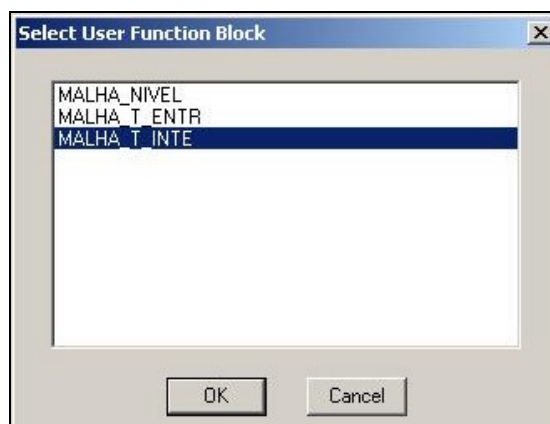 Select User Function Block
MALHA_NIVEL
MALHA_T_ENTR
MALHA_T_INTE
OK
Cancel